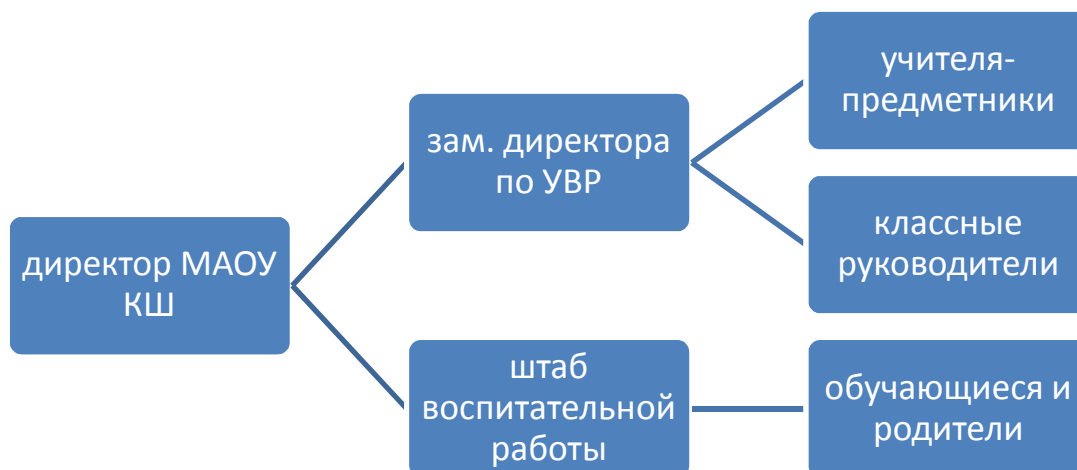 директор МАОУ
КШ
зам. директора
по УВР
учителя-
предметники
классные
руководители
штаб
воспитательной
работы
обучающиеся и
родители